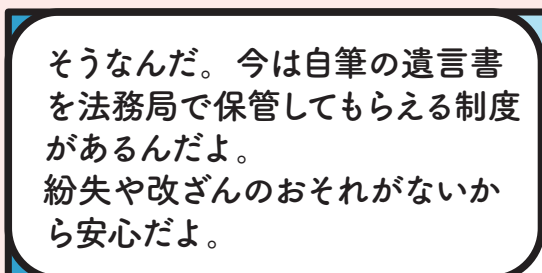 そうなんだ。今は自筆の遺言書
を法務局で保管してもらえる制度
があるんだよ。
紛失や改ざんのおそれがないか
ら安心だよ。